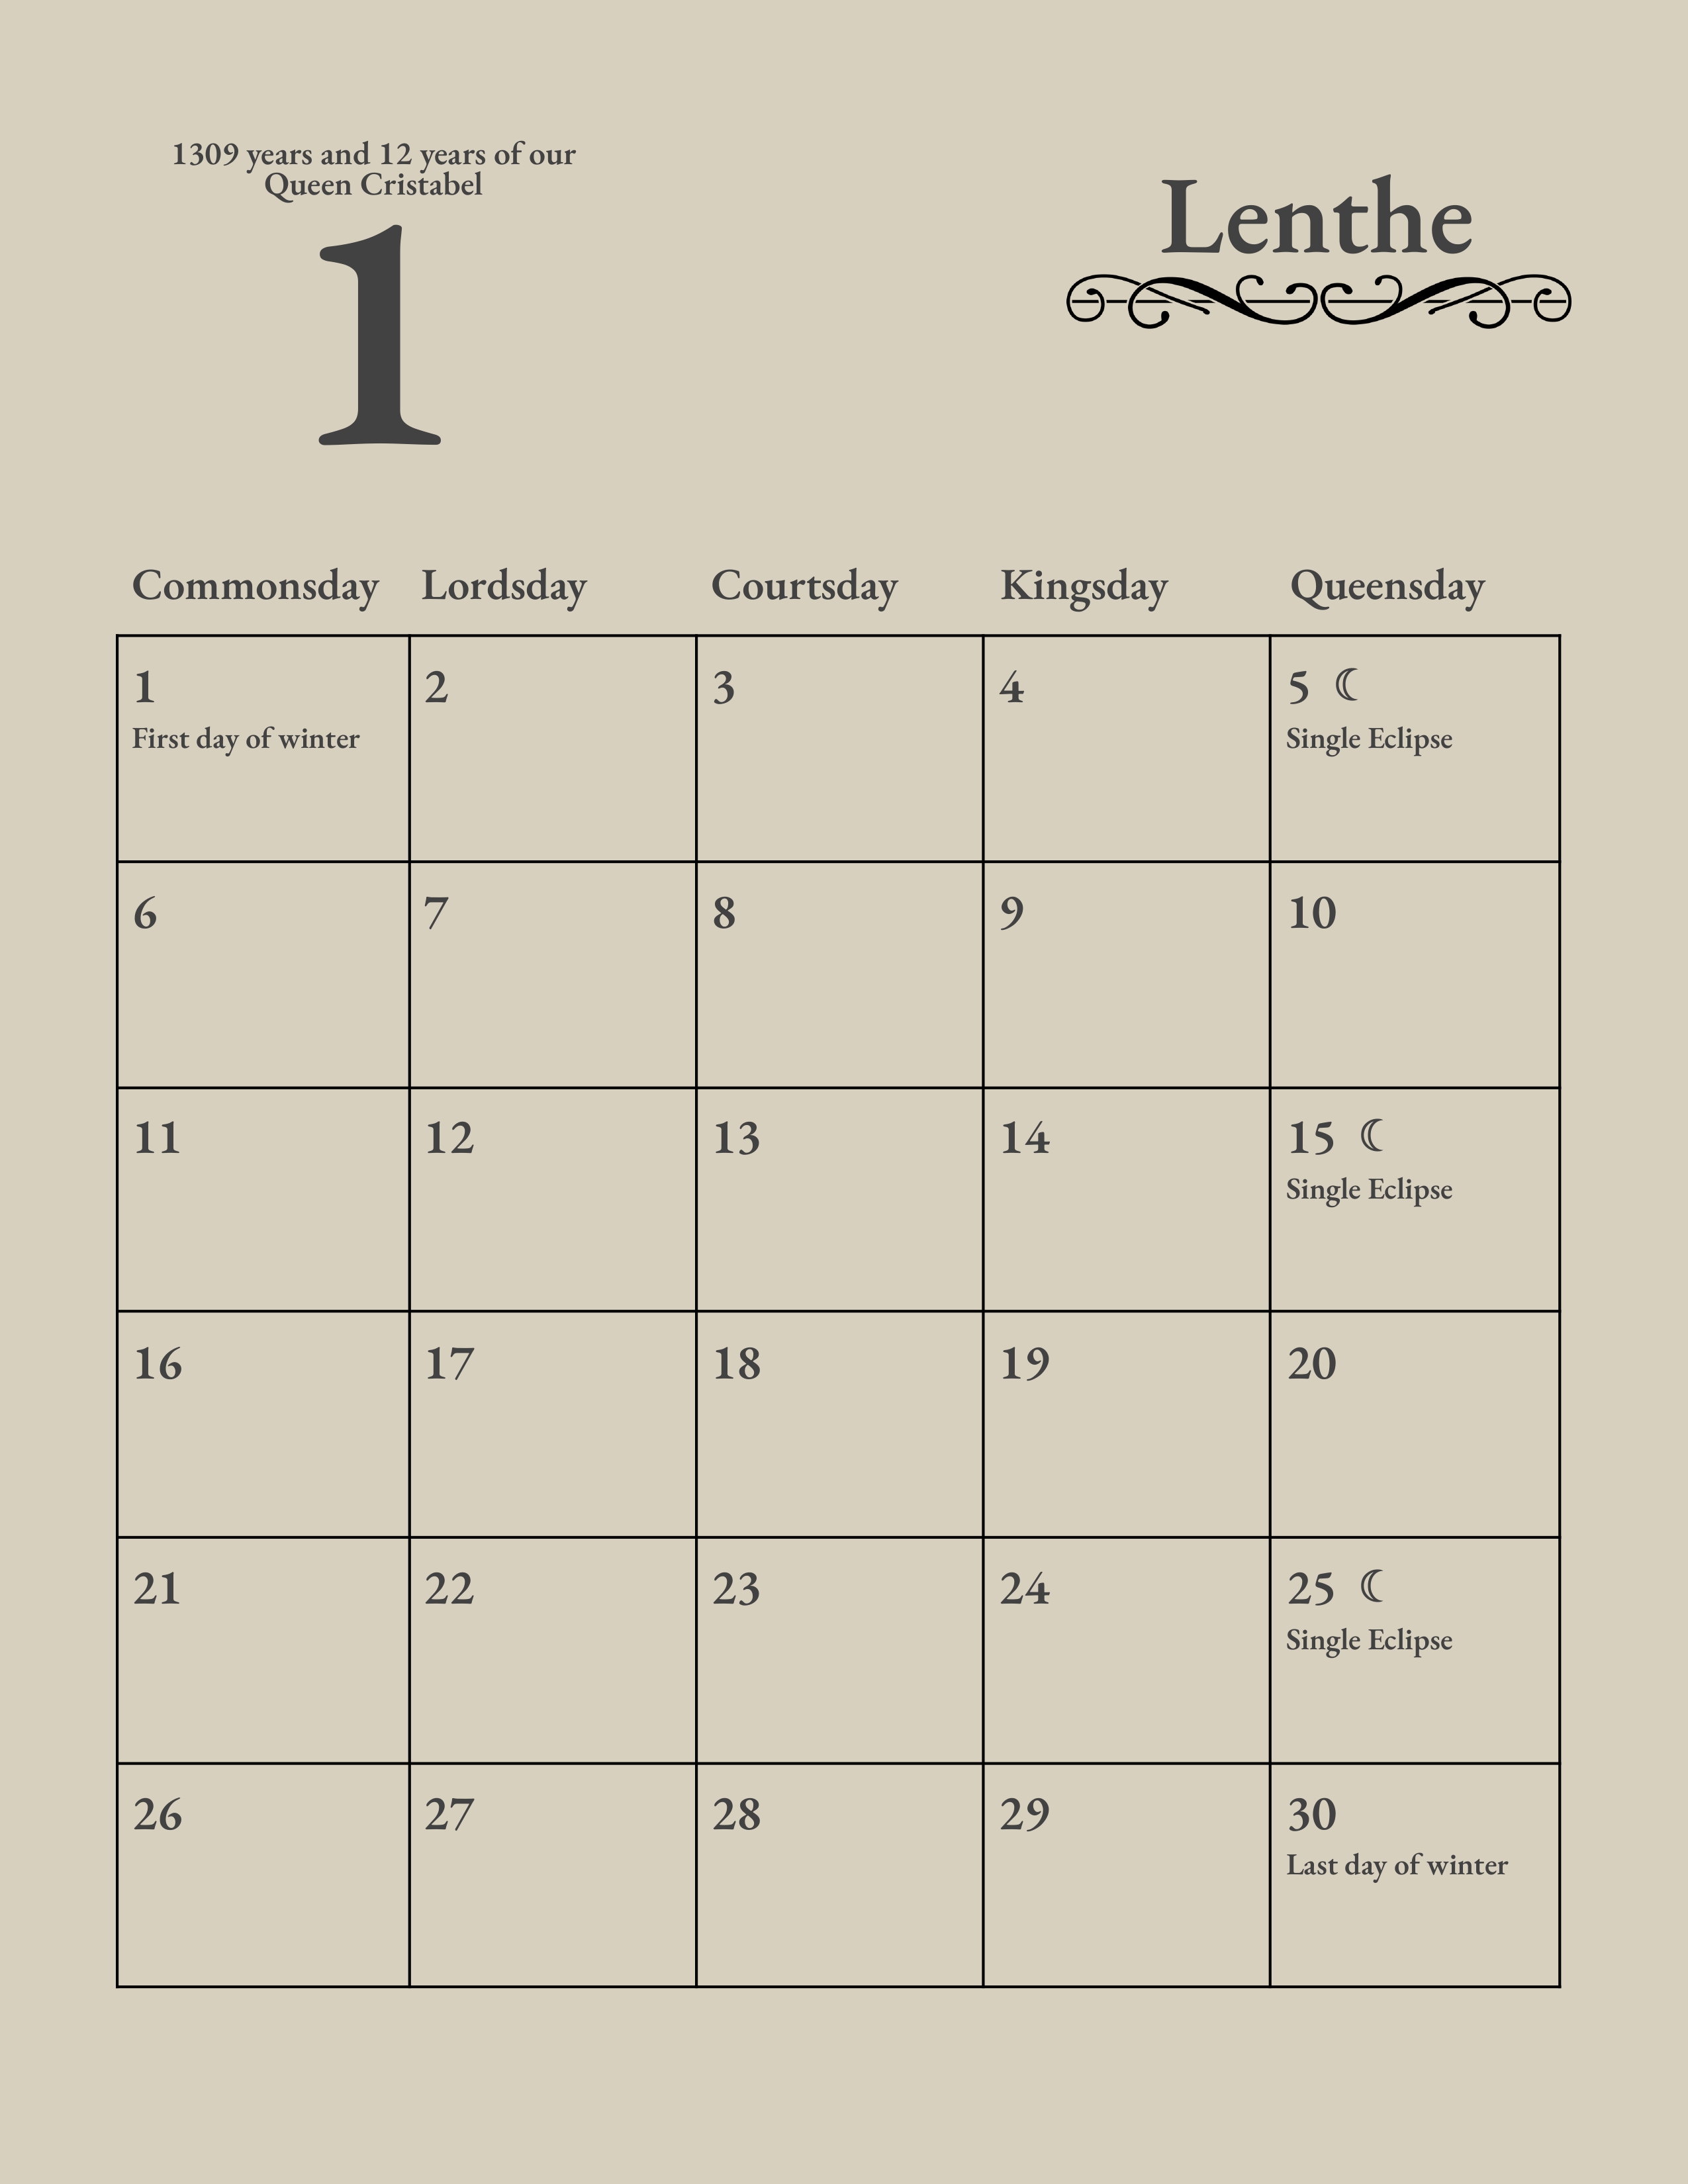 1309 years and 12 years of our
Queen Cristabel
1
Lenthe
Commonsday Lordsday Courtsday Kingsday Queensday
1 2 3 4 5 ☾
First day of winter Single Eclipse
6 7 8 9 10
11 12 13 14 15 ☾
Single Eclipse
16 17 18 19 20
21 22 23 24 25 ☾
Single Eclipse
26 27 28 29 30
Last day of winter